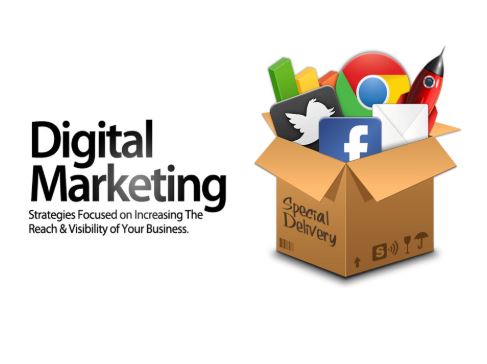 Digital
Marketing
Strategies Focused on Increasing The
Reach & Visibility of Your Business.
f
Special
Delivery
S